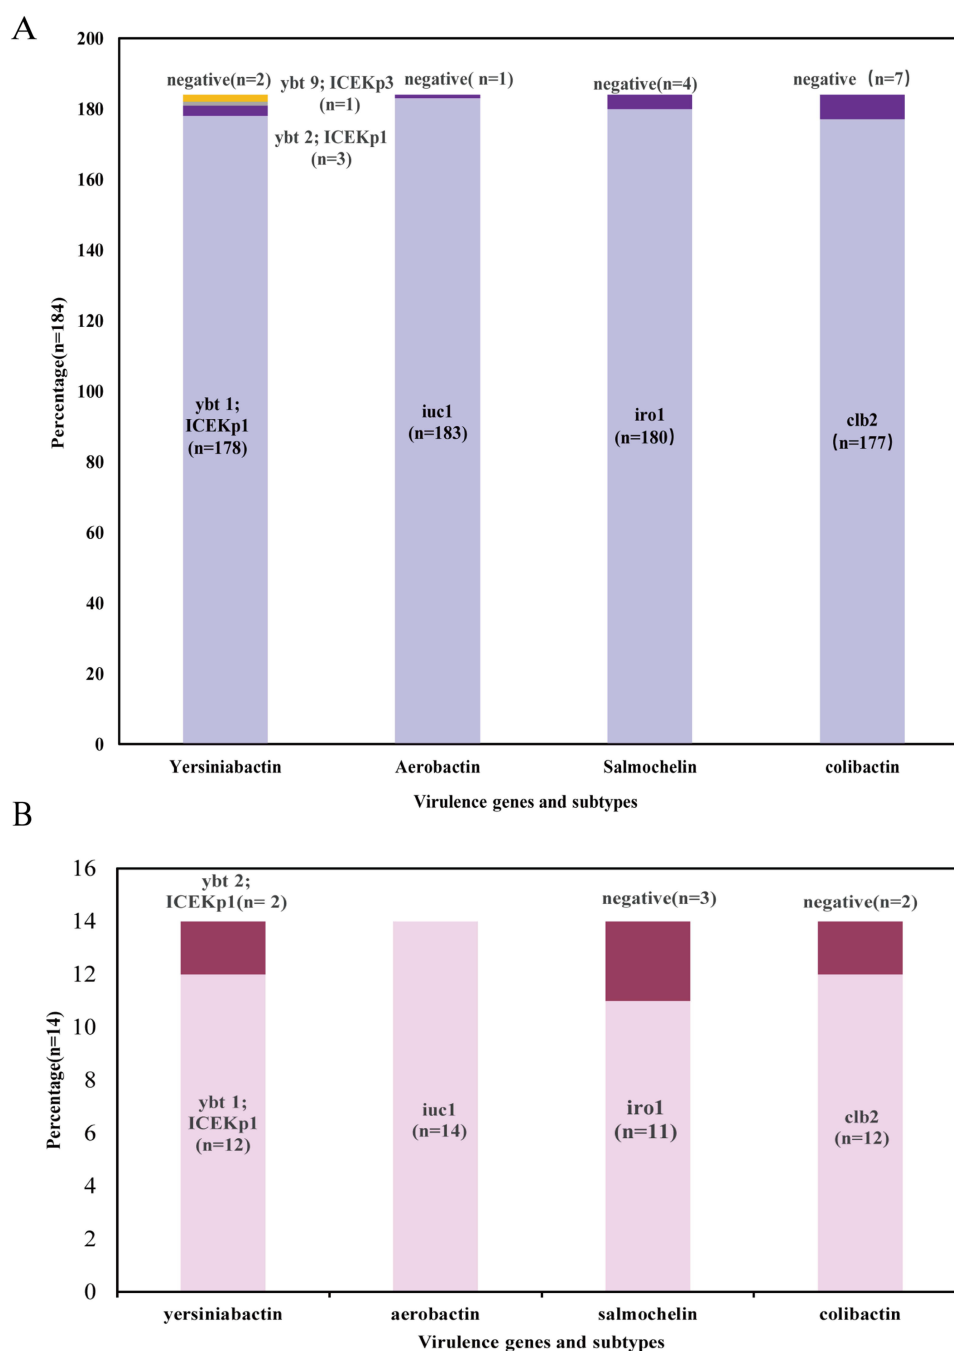 A
Percentage(n=184)
200
180
160
140
120
100
80
60
40
20
0
negative(n=2)
ybt 9; ICEKp3
(n=1)
ybt 2; ICEKp1
(n=3)
negative( n=1)
negative(n=4)
negative (n=7)
ybt 1;
ICEKp1
(n=178)
iuc1
(n=183)
iro1
(n=180)
clb2
(n=177)
Yersiniabactin
Aerobactin
Salmochelin
colibactin
Virulence genes and subtypes
B
Percentage(n=14)
16
14
12
10
8
6
4
2
0
ybt 2;
ICEKp1(n= 2)
negative(n=3)
negative(n=2)
ybt 1;
ICEKp1
(n=12)
iuc1
(n=14)
iro1
(n=11)
clb2
(n=12)
yersiniabactin
aerobactin
salmochelin
colibactin
Virulence genes and subtypes